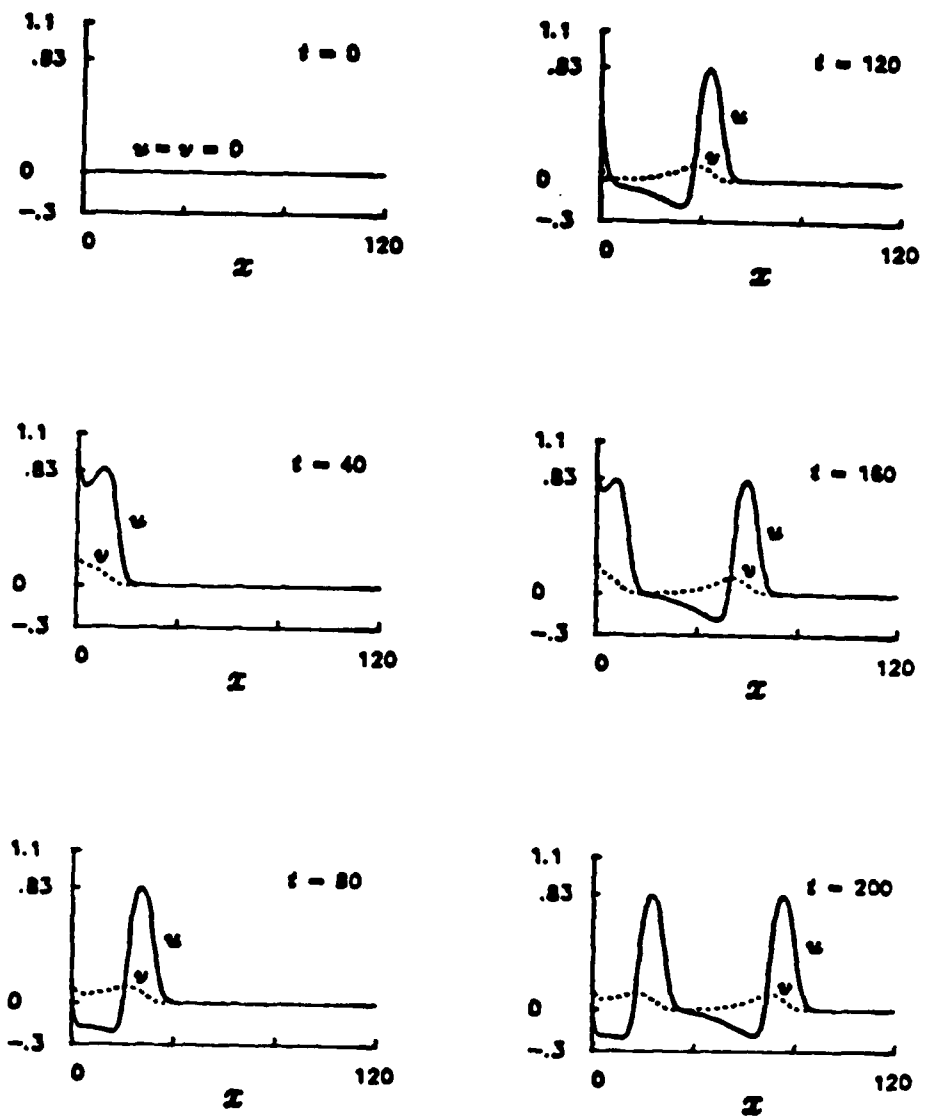 1.1
.83
t = 0
u = v = 0
0
-.3
0
120
x
1.1
.83
t = 120
u
v
0
-.3
0
120
x
1.1
.83
t = 40
u
v
0
-.3
0
120
x
1.1
.83
t = 160
u
v
0
-.3
0
120
x
1.1
.83
t = 80
u
v
0
-.3
0
120
x
1.1
.83
t = 200
u
v
0
-.3
0
120
x